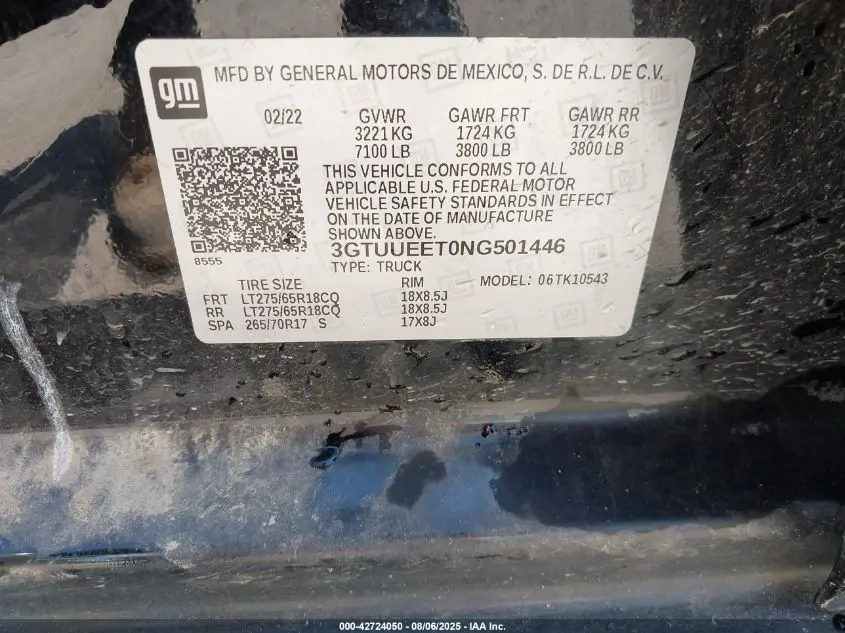 gm MFD BY GENERAL MOTORS DE MEXICO, S. DE R.L. DE C.V.
02/22 GVWR GAWR FRT GAWR RR
3221 KG 1724 KG 1724 KG
7100 LB 3800 LB 3800 LB
THIS VEHICLE CONFORMS TO ALL
APPLICABLE U.S. FEDERAL MOTOR
VEHICLE SAFETY STANDARDS IN EFFECT
ON THE DATE OF MANUFACTURE
SHOWN ABOVE.
8555 3GTUUEET0NG501446
TYPE: TRUCK
TIRE SIZE RIM MODEL: 06TK10543
FRT LT275/65R18CQ 18X8.5J
RR LT275/65R18CQ 18X8.5J
SPA 265/70R17 S 17X8J
000-42724050 - 08/06/2025 - IAA Inc.